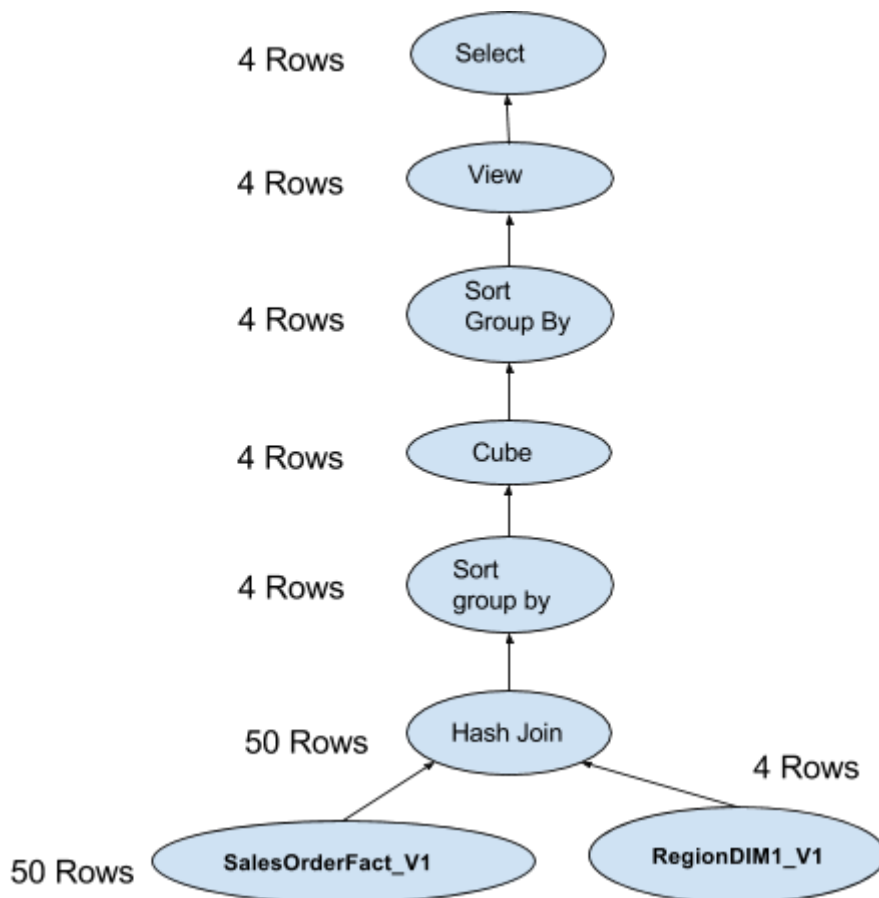 4 Rows
Select
4 Rows
View
4 Rows
Sort
Group By
4 Rows
Cube
4 Rows
Sort
group by
50 Rows
Hash Join
4 Rows
50 Rows
SalesOrderFact_V1
RegionDIM1_V1